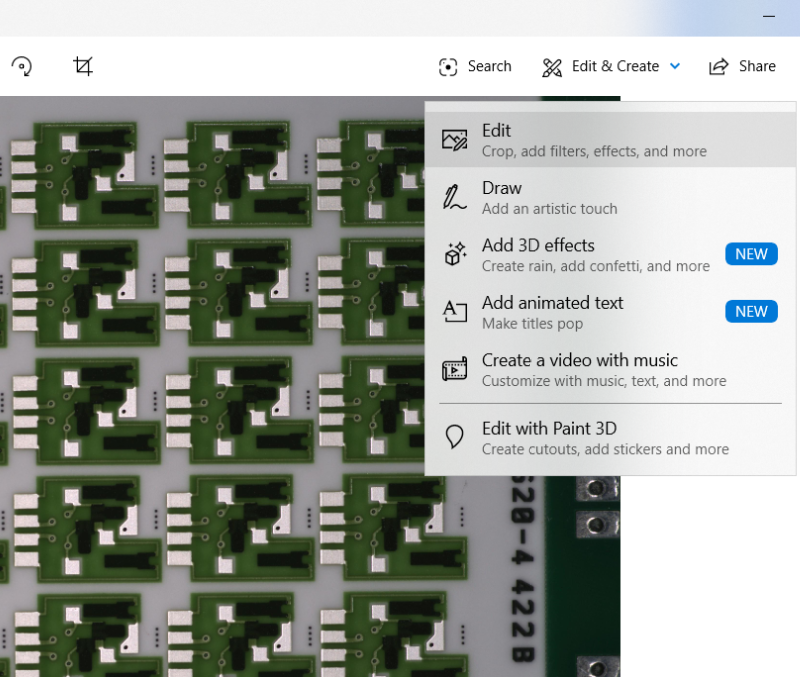 Search
Edit & Create
Share
Edit
Crop, add filters, effects, and more
Draw
Add an artistic touch
Add 3D effects
Create rain, add confetti, and more
NEW
Add animated text
Make titles pop
NEW
Create a video with music
Customize with music, text, and more
Edit with Paint 3D
Create cutouts, add stickers and more
620-4 422B